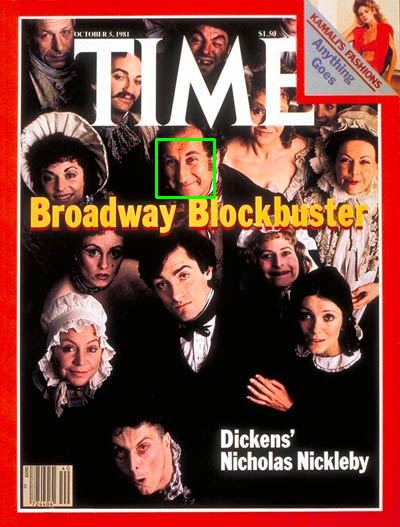 OCTOBER 5, 1981
$1.50
TIME
KAMALI'S FASHIONS
Anything
Goes
Broadway Blockbuster
Dickens'
Nicholas Nickleby